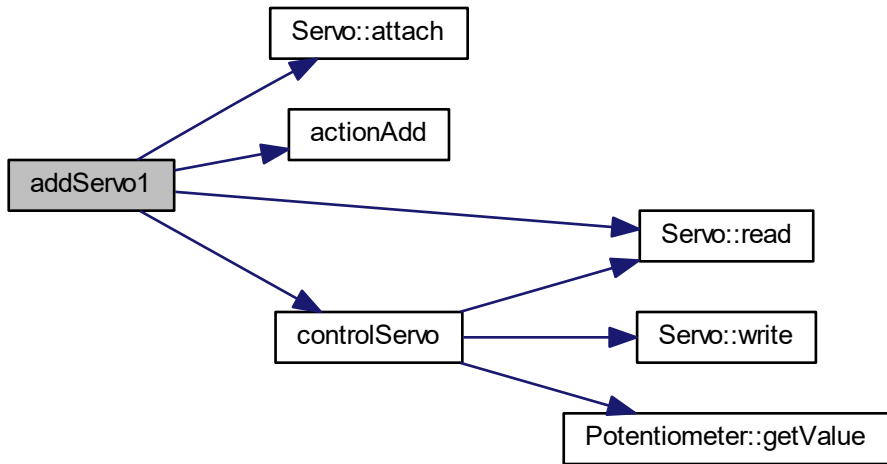 Servo::attach
actionAdd
addServo1
Servo::read
controlServo
Servo::write
Potentiometer::getValue